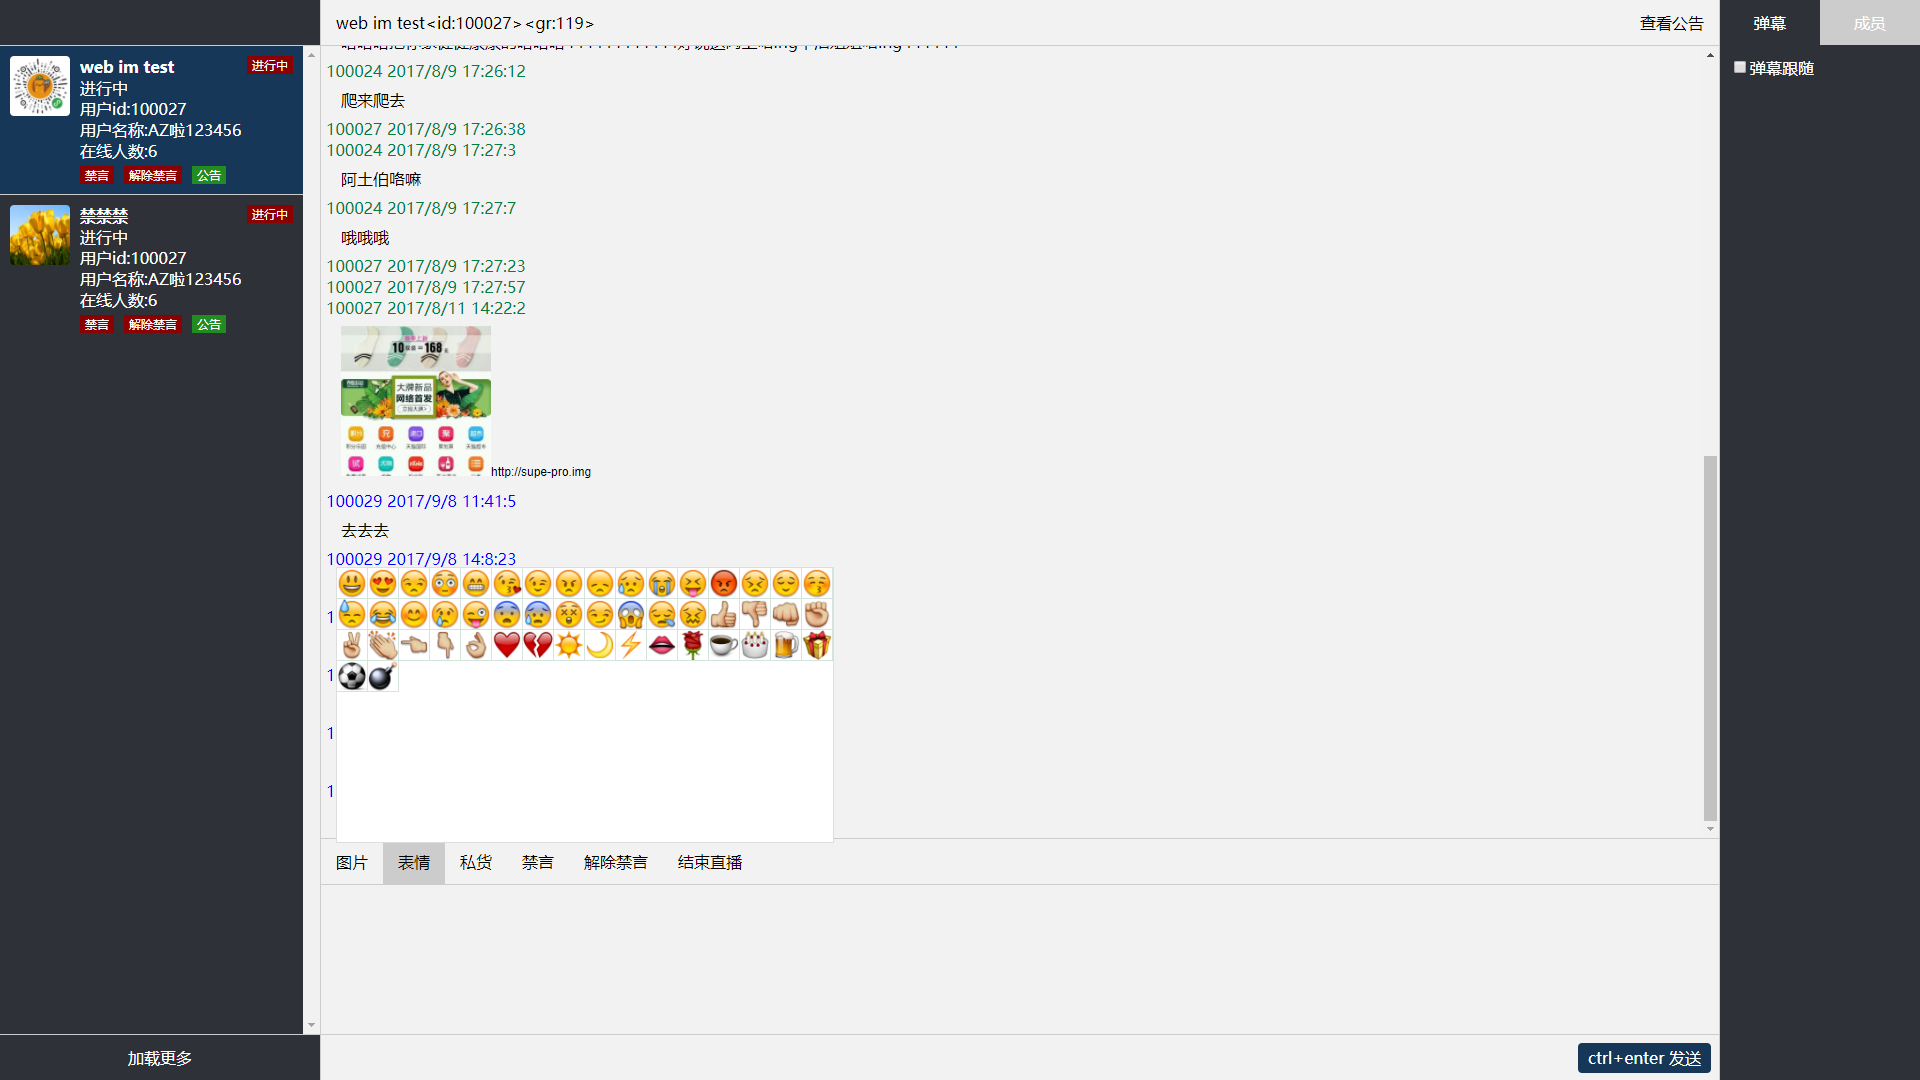 web im test<id:100027><gr:119>
查看公告
弹幕
成员
web im test
进行中
进行中
用户id:100027
用户名称:AZ啦123456
在线人数:6
禁言 解除禁言 公告
禁禁禁
进行中
进行中
用户id:100027
用户名称:AZ啦123456
在线人数:6
禁言 解除禁言 公告
加载更多
100024 2017/8/9 17:26:12
爬来爬去
100027 2017/8/9 17:26:38
100024 2017/8/9 17:27:3
阿土伯咯嘛
100024 2017/8/9 17:27:7
哦哦哦
100027 2017/8/9 17:27:23
100027 2017/8/9 17:27:57
100027 2017/8/11 14:22:2
10双装=168元
大牌新品
网络首发
http://supe-pro.img
100029 2017/9/8 11:41:5
去去去
100029 2017/9/8 14:8:23
1
1
1
1
图片 表情 私货 禁言 解除禁言 结束直播
ctrl+enter 发送
弹幕跟随